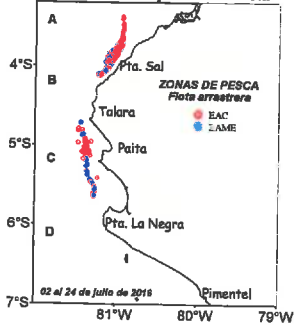 A
4°S
Pta. Sal
B
ZONAS DE PESCA
Flota arrastrera
EAC
EAME
Talara
5°S
Paita
C
6°S
Pta. La Negra
D
02 al 24 de julio de 2016
Pimentel
7°S
81°W
80°W
79°W